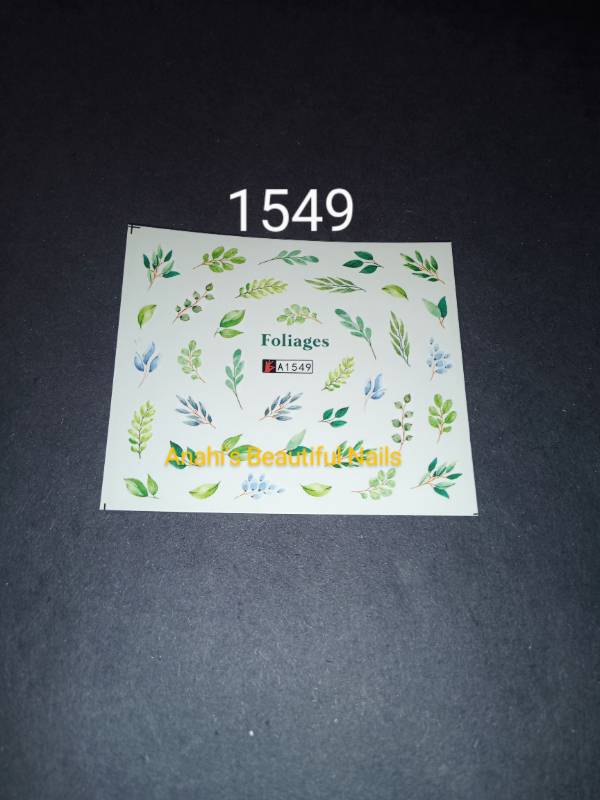 1549
Foliages
A1549
Anahi's Beautiful Nails